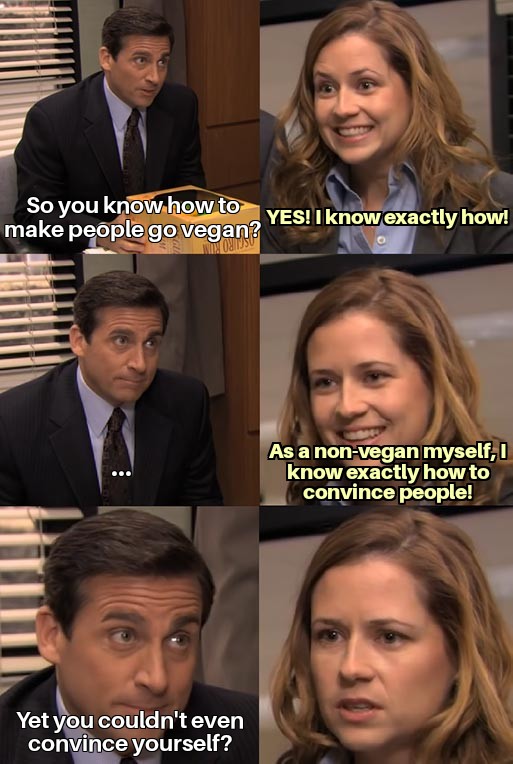 So you know how to
make people go vegan?
YES! I know exactly how!
...
As a non-vegan myself, I
know exactly how to
convince people!
Yet you couldn't even
convince yourself?